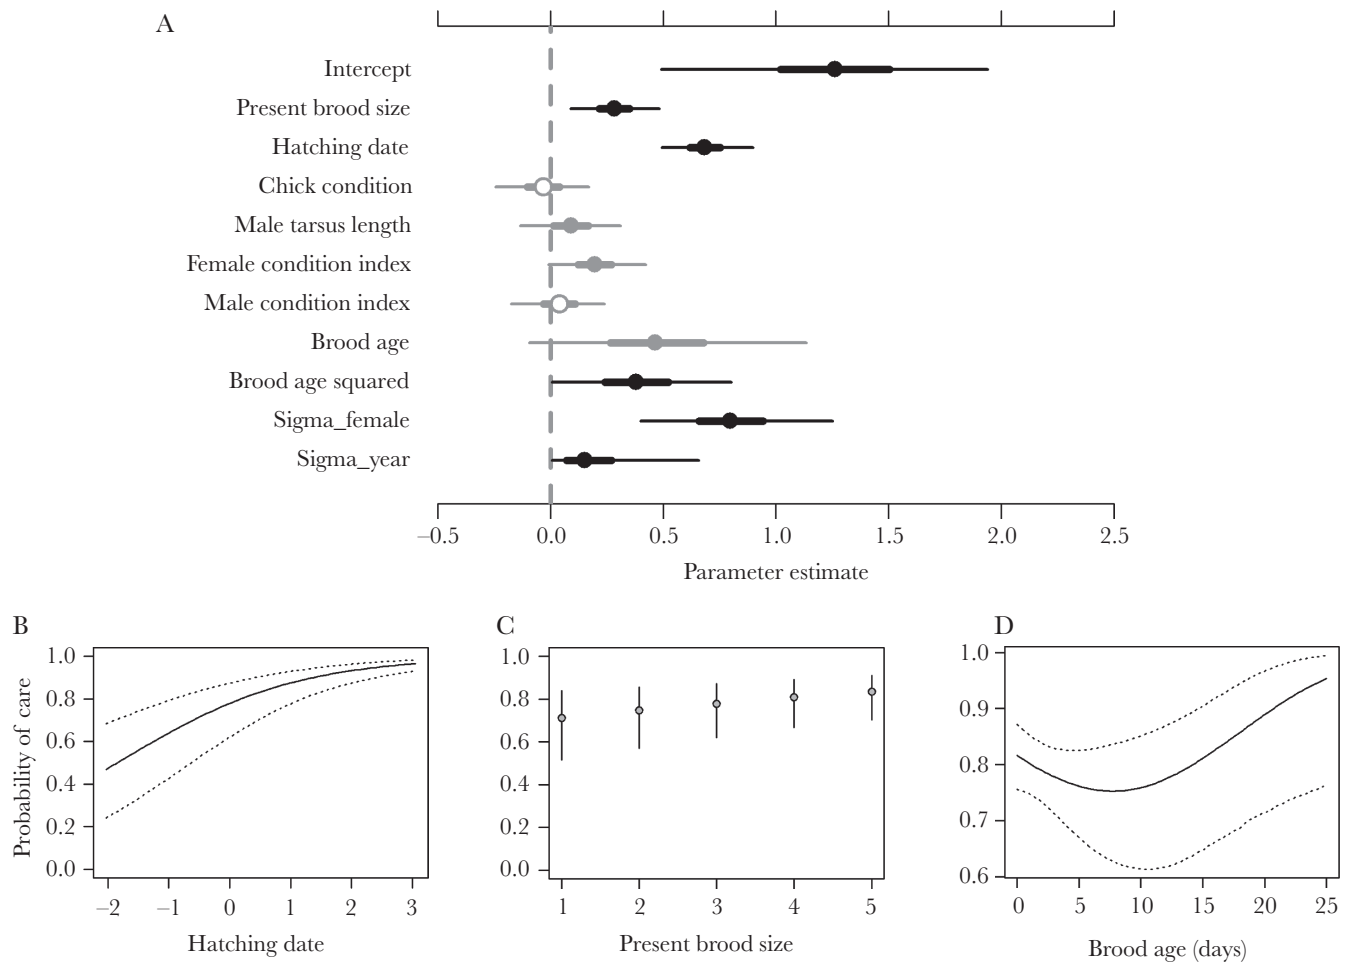 A
Intercept
Present brood size
Hatching date
Chick condition
Male tarsus length
Female condition index
Male condition index
Brood age
Brood age squared
Sigma_female
Sigma_year
–0.5 0.0 0.5 1.0 1.5 2.0 2.5
Parameter estimate
B
Probability of care
1.0
0.8
0.6
0.4
0.2
0.0
–2 –1 0 1 2 3
Hatching date
C
1.0
0.8
0.6
0.4
0.2
0.0
1 2 3 4 5
Present brood size
D
1.0
0.9
0.8
0.7
0.6
0 5 10 15 20 25
Brood age (days)